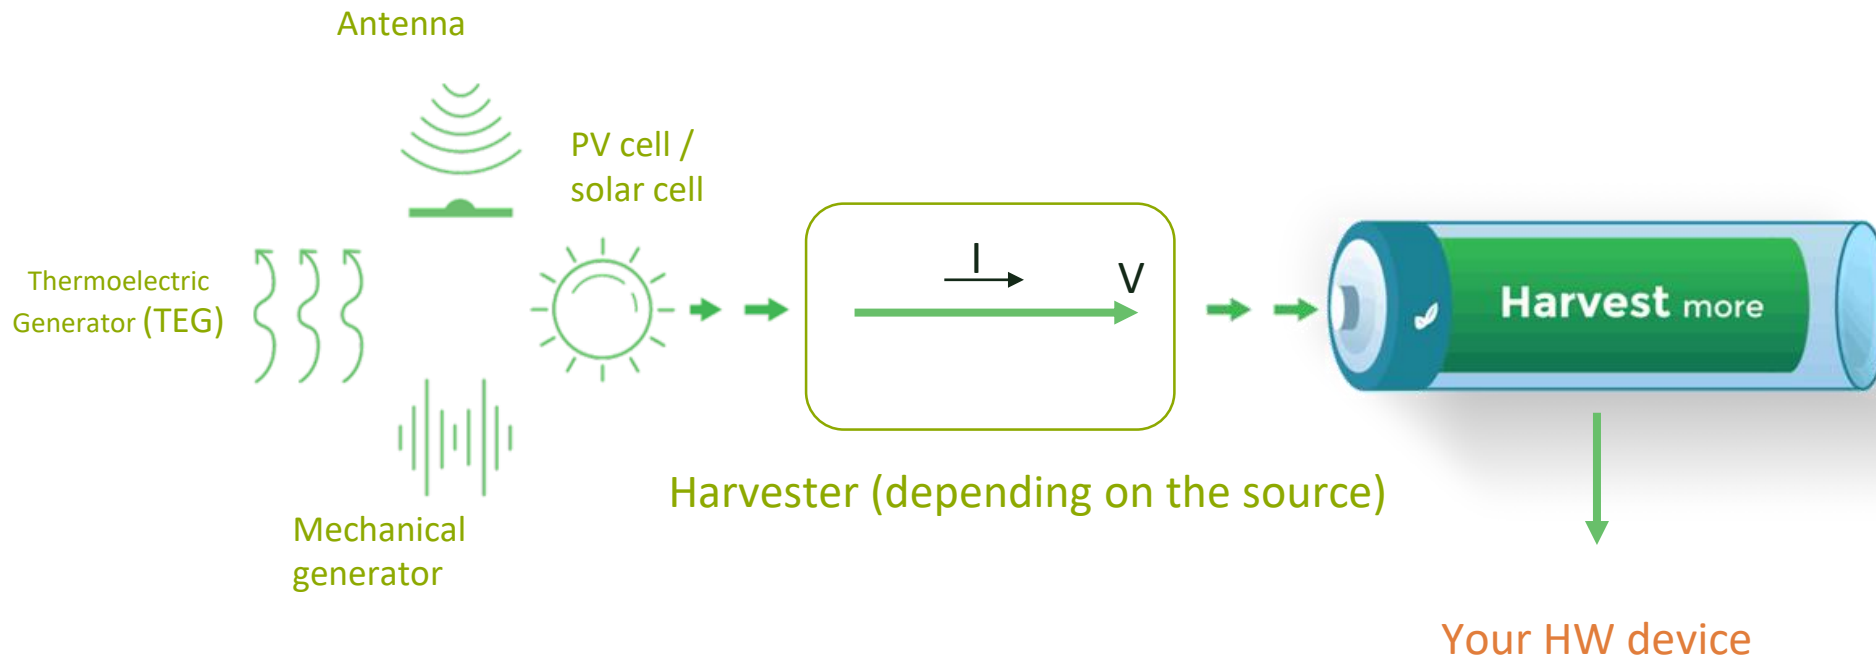 Antenna
PV cell /
solar cell
Thermoelectric
Generator (TEG)
I
V
Harvest more
Harvester (depending on the source)
Mechanical
generator
Your HW device